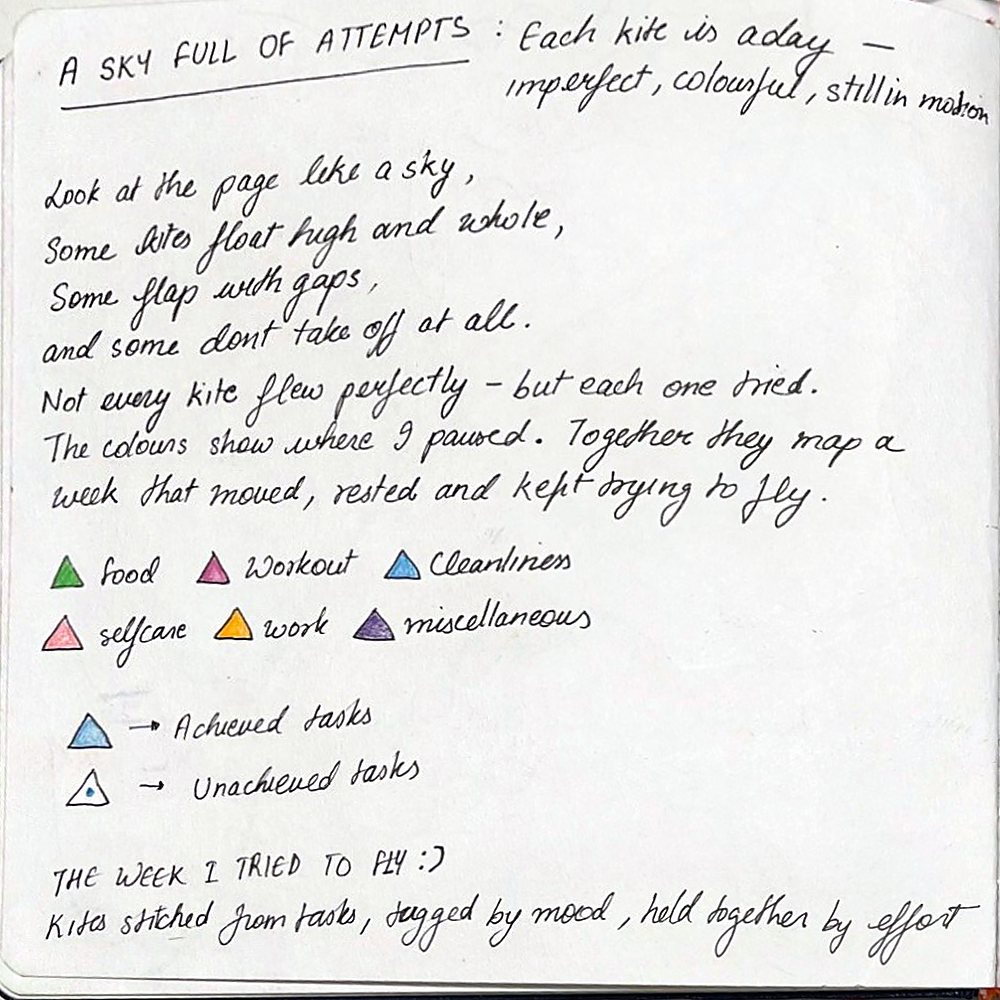 A SKY FULL OF ATTEMPTS : Each kite is a day —
imperfect, colourful, still in motion
Look at the page like a sky,
Some kites float high and whole,
Some flap with gaps,
and some dont take off at all.
Not every kite flew perfectly – but each one tried.
The colours show where I paused. Together they map a
week that moved, rested and kept trying to fly.
food Workout Cleanliness
selfcare work miscellaneous
→ Achieved tasks
→ Unachieved tasks
THE WEEK I TRIED TO FLY :)
Kites stitched from tasks, tugged by mood, held together by effort